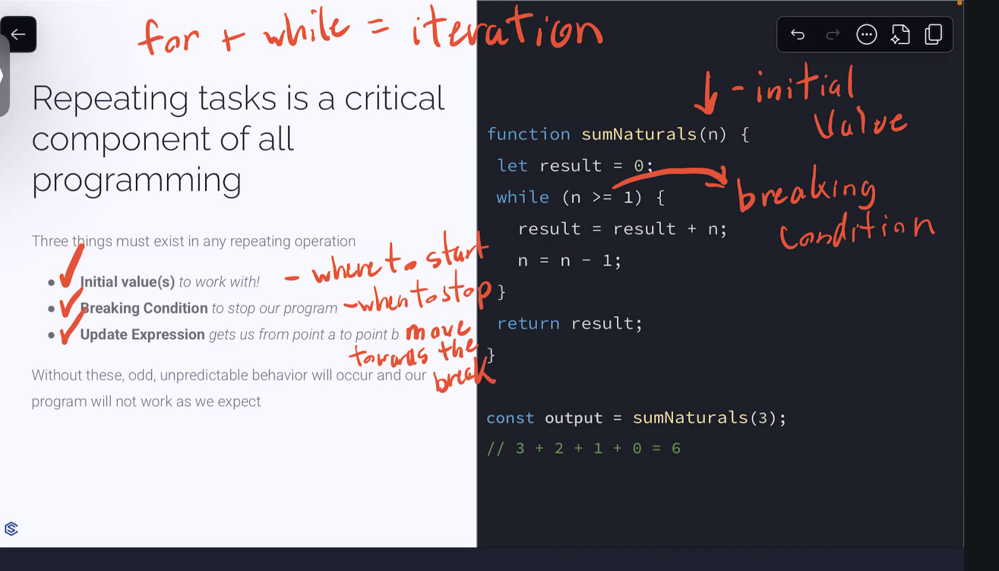 for + while = iteration
Repeating tasks is a critical
component of all
programming
Three things must exist in any repeating operation
● Initial value(s) to work with! - where to start
● Breaking Condition to stop our program - when to stop
● Update Expression gets us from point a to point b move
towards the
break
Without these, odd, unpredictable behavior will occur and our
program will not work as we expect
- initial
Value
function sumNaturals(n) {
let result = 0;
while (n >= 1) {
breaking
condition
result = result + n;
n = n - 1;
}
return result;
}
const output = sumNaturals(3);
// 3 + 2 + 1 + 0 = 6